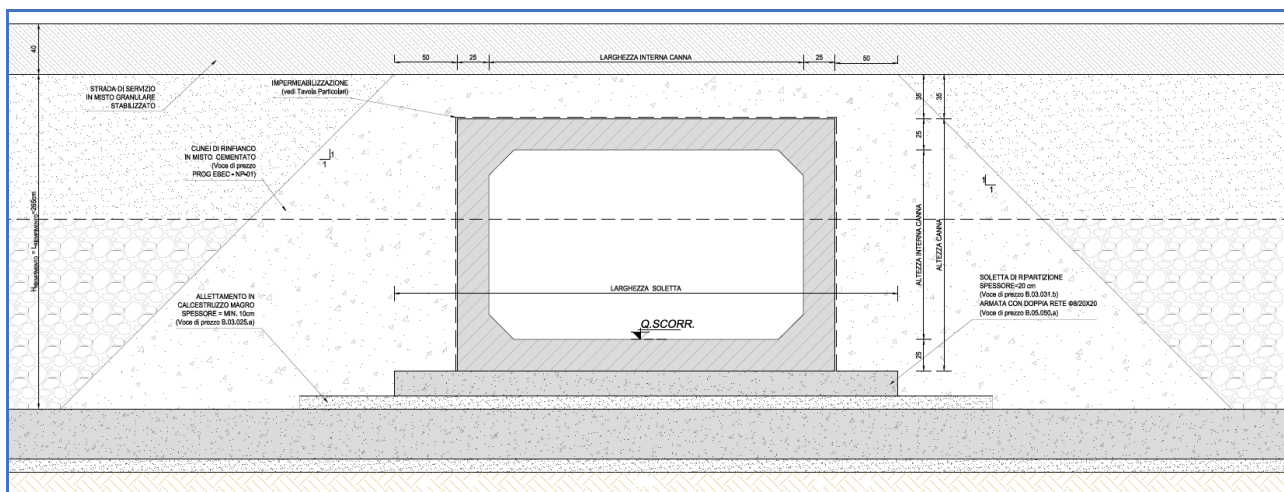 40
50
25
LARGHEZZA INTERNA CANNA
25
50
STRADA DI SERVIZIO
IN MISTO GRANULARE
STABILIZZATO
IMPERMEABILIZZAZIONE
(vedi Tavola Particolari)
35
35
25
CUNEI DI RINFIANCO
IN MISTO CEMENTATO
(Voce di prezzo
PROG ESEC - NP-01)
1
1
1
1
ALTEZZA INTERNA CANNA
ALTEZZA CANNA
=265cm
LARGHEZZA SOLETTA
ALLETTAMENTO IN
CALCESTRUZZO MAGRO
SPESSORE = MIN. 10cm
(Voce di prezzo B.03.025.a)
SOLETTA DI RIPARTIZIONE
SPESSORE=20 cm
(Voce di prezzo B.03.031.b)
ARMATA CON DOPPIA RETE Φ8/20X20
(Voce di prezzo B.05.050.a)
Q.SCORR.
25